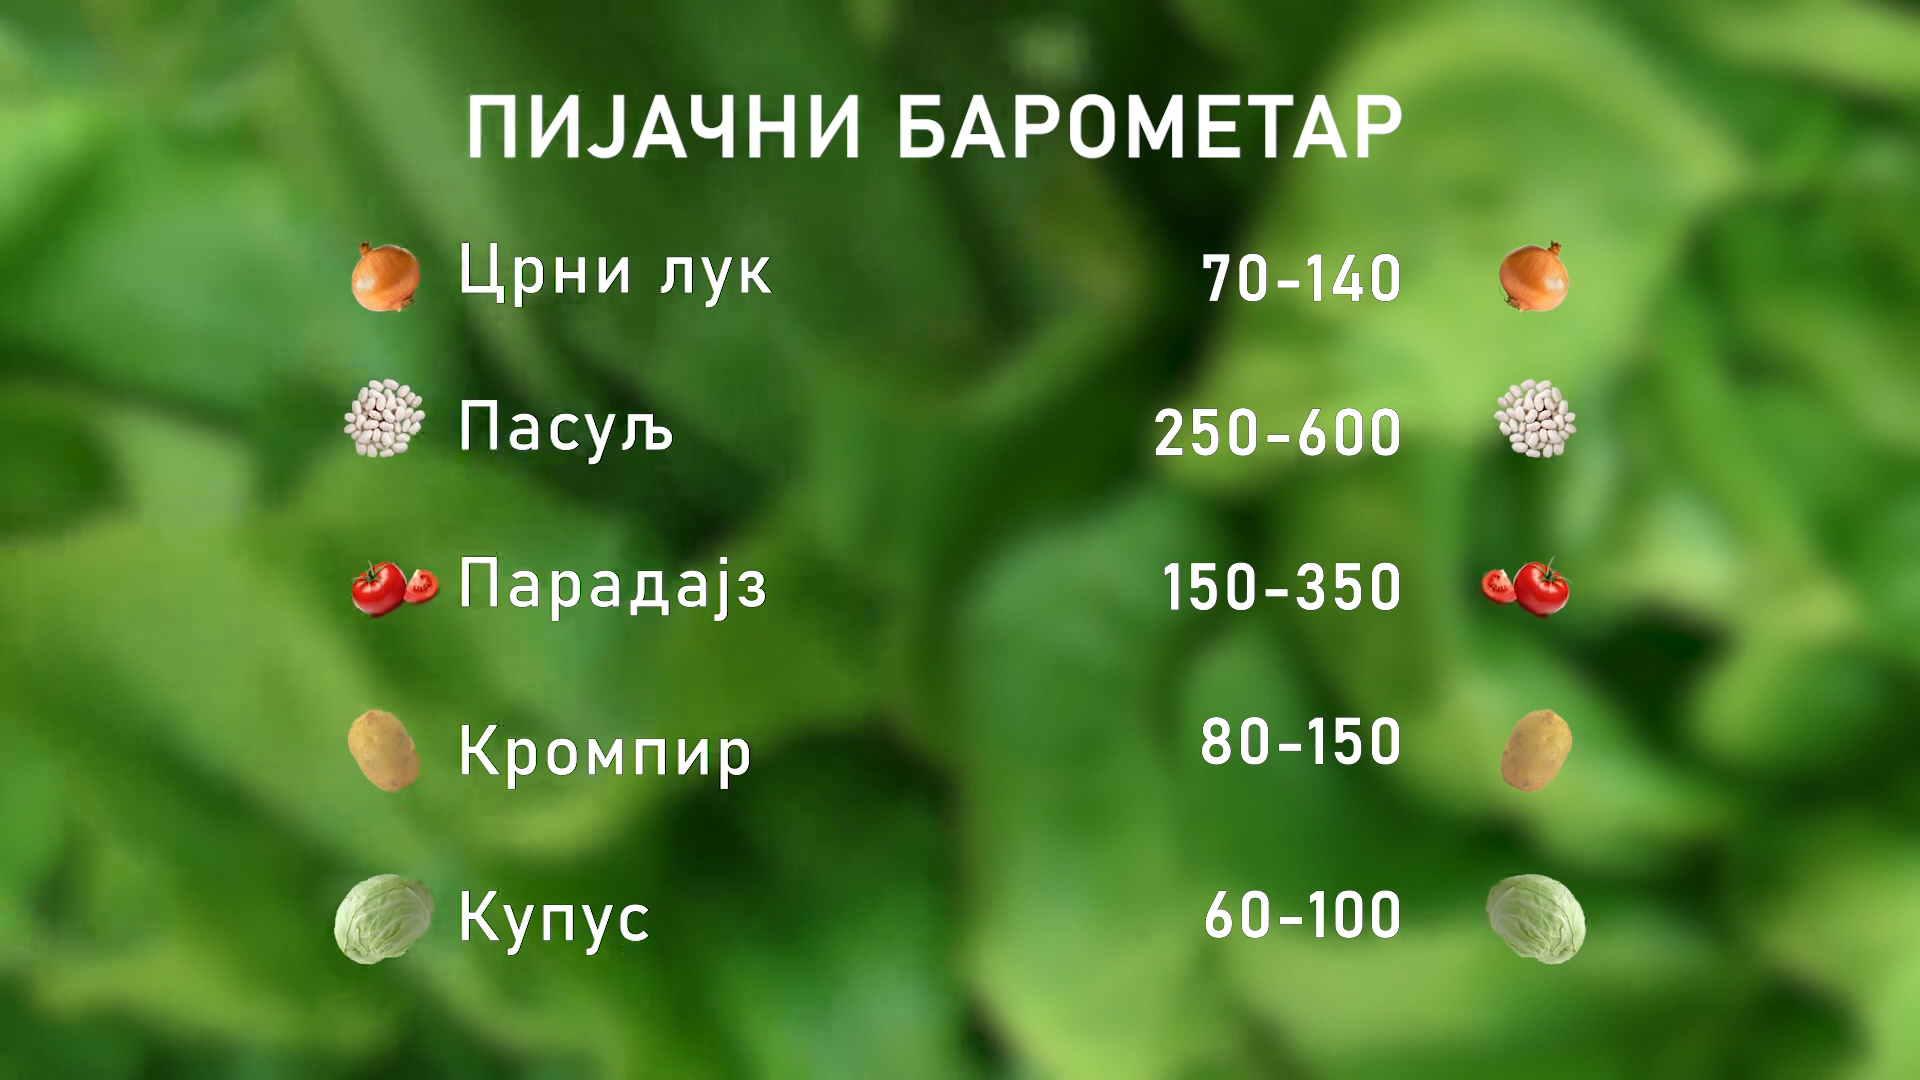 ПИЈАЧНИ БАРОМЕТАР
Црни лук 70-140
Пасуљ 250-600
Парадајз 150-350
Кромпир 80-150
Купус 60-100